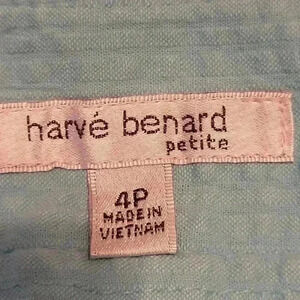 harvé benard
petite
4P
MADE IN
VIETNAM